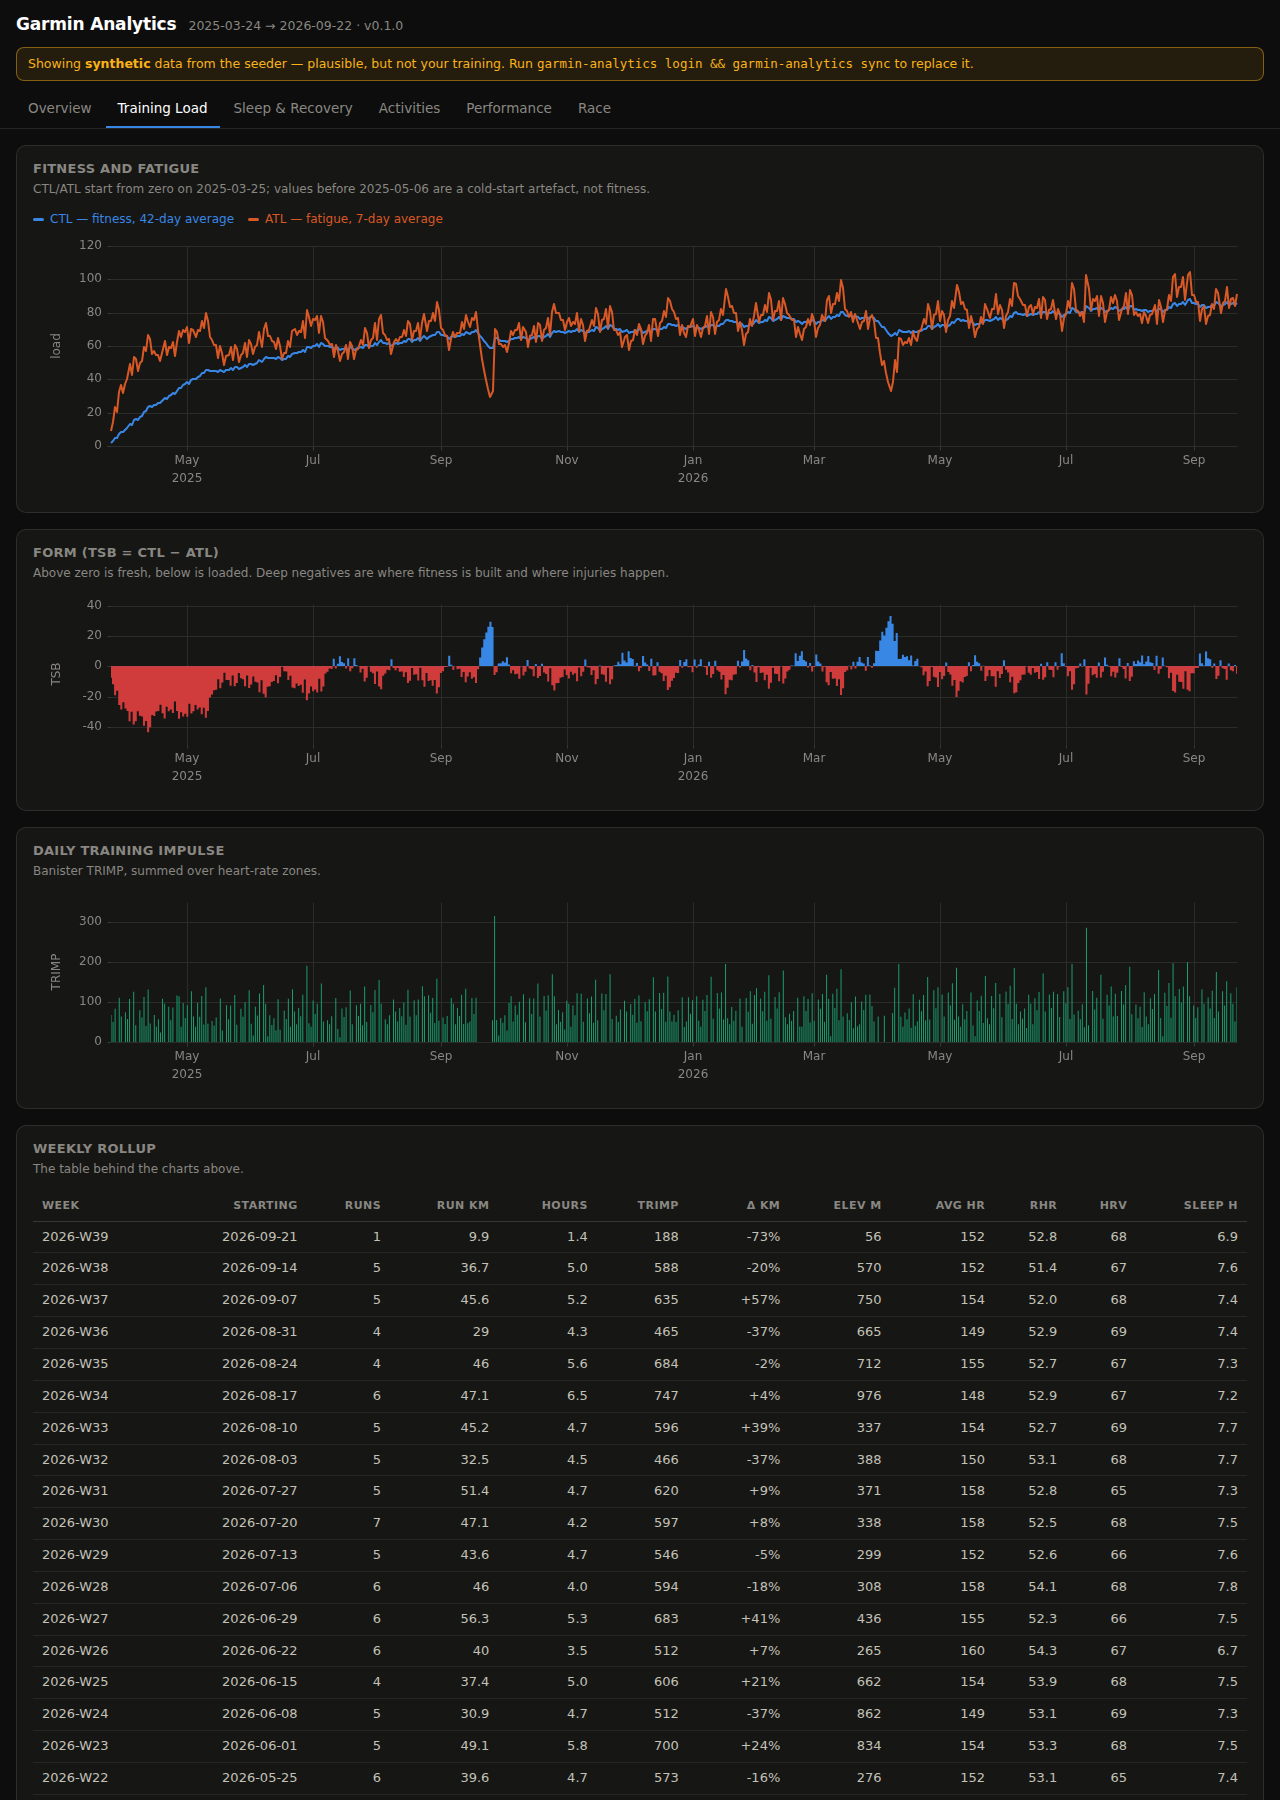 Garmin Analytics 2025-03-24 → 2026-09-22 · v0.1.0
Showing synthetic data from the seeder — plausible, but not your training. Run garmin-analytics login && garmin-analytics sync to replace it.
Overview Training Load Sleep & Recovery Activities Performance Race
FITNESS AND FATIGUE
CTL/ATL start from zero on 2025-03-25; values before 2025-05-06 are a cold-start artefact, not fitness.
CTL — fitness, 42-day average ATL — fatigue, 7-day average
120
100
80
60
40
20
0
load
May Jul Sep Nov Jan Mar May Jul Sep
2025 2026
FORM (TSB = CTL − ATL)
Above zero is fresh, below is loaded. Deep negatives are where fitness is built and where injuries happen.
40
20
0
-20
-40
TSB
May Jul Sep Nov Jan Mar May Jul Sep
2025 2026
DAILY TRAINING IMPULSE
Banister TRIMP, summed over heart-rate zones.
300
200
100
0
TRIMP
May Jul Sep Nov Jan Mar May Jul Sep
2025 2026
WEEKLY ROLLUP
The table behind the charts above.
WEEK STARTING RUNS RUN KM HOURS TRIMP Δ KM ELEV M AVG HR RHR HRV SLEEP H
2026-W39 2026-09-21 1 9.9 1.4 188 -73% 56 152 52.8 68 6.9
2026-W38 2026-09-14 5 36.7 5.0 588 -20% 570 152 51.4 67 7.6
2026-W37 2026-09-07 5 45.6 5.2 635 +57% 750 154 52.0 68 7.4
2026-W36 2026-08-31 4 29 4.3 465 -37% 665 149 52.9 69 7.4
2026-W35 2026-08-24 4 46 5.6 684 -2% 712 155 52.7 67 7.3
2026-W34 2026-08-17 6 47.1 6.5 747 +4% 976 148 52.9 67 7.2
2026-W33 2026-08-10 5 45.2 4.7 596 +39% 337 154 52.7 69 7.7
2026-W32 2026-08-03 5 32.5 4.5 466 -37% 388 150 53.1 68 7.7
2026-W31 2026-07-27 5 51.4 4.7 620 +9% 371 158 52.8 65 7.3
2026-W30 2026-07-20 7 47.1 4.2 597 +8% 338 158 52.5 68 7.5
2026-W29 2026-07-13 5 43.6 4.7 546 -5% 299 152 52.6 66 7.6
2026-W28 2026-07-06 6 46 4.0 594 -18% 308 158 54.1 68 7.8
2026-W27 2026-06-29 6 56.3 5.3 683 +41% 436 155 52.3 66 7.5
2026-W26 2026-06-22 6 40 3.5 512 +7% 265 160 54.3 67 6.7
2026-W25 2026-06-15 4 37.4 5.0 606 +21% 662 154 53.9 68 7.5
2026-W24 2026-06-08 5 30.9 4.7 512 -37% 862 149 53.1 69 7.3
2026-W23 2026-06-01 5 49.1 5.8 700 +24% 834 154 53.3 68 7.5
2026-W22 2026-05-25 6 39.6 4.7 573 -16% 276 152 53.1 65 7.4